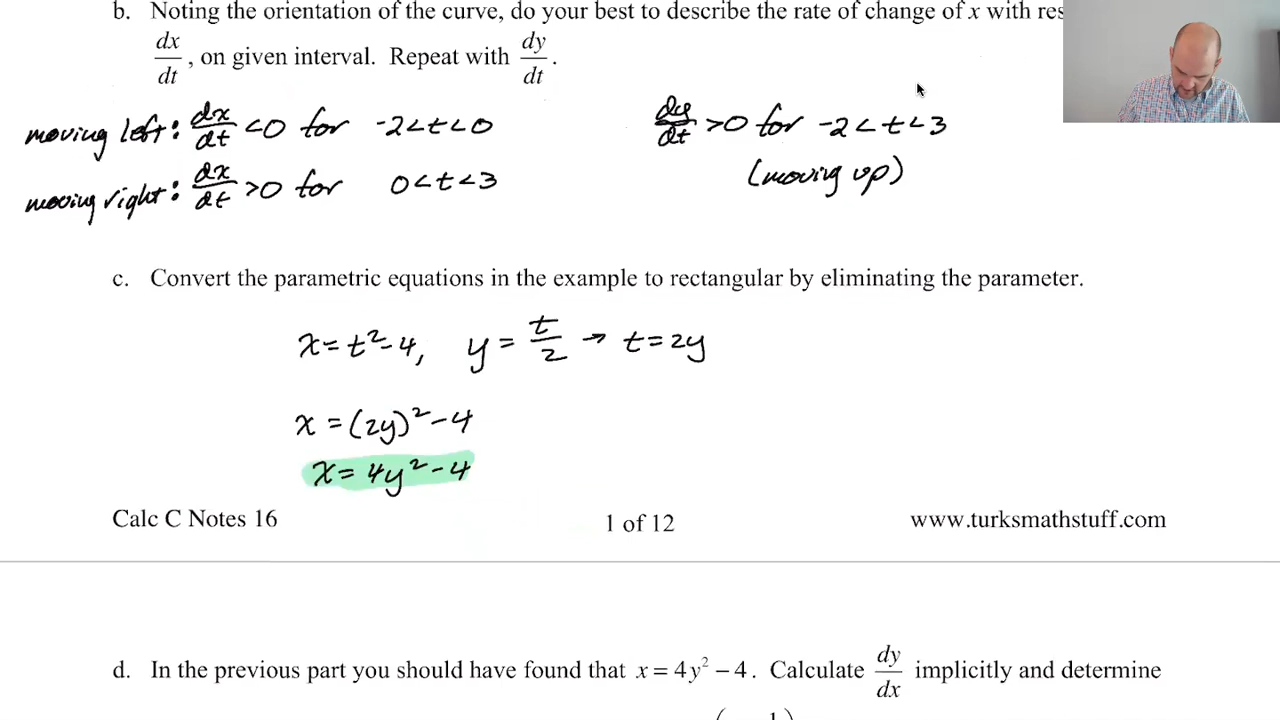 b. Noting the orientation of the curve, do your best to describe the rate of change of x with res
dx/dt, on given interval. Repeat with dy/dt.
moving left: dx/dt <0 for -2<t<0
dy/dt >0 for -2<t<3
(moving up)
moving right: dx/dt >0 for 0<t<3
c. Convert the parametric equations in the example to rectangular by eliminating the parameter.
x=t²-4, y=t/2 → t=2y
x=(2y)²-4
x=4y²-4
Calc C Notes 16 1 of 12 www.turksmathstuff.com
d. In the previous part you should have found that x=4y²-4. Calculate dy/dx implicitly and determine